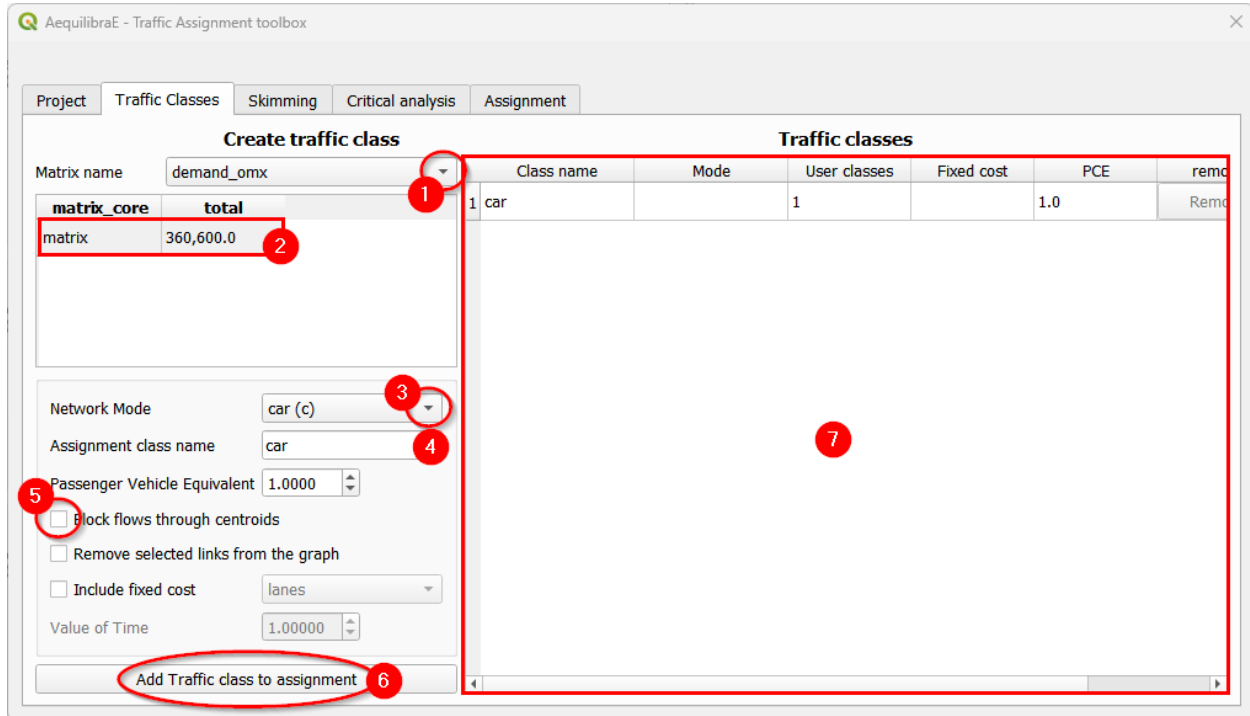 AequilibraE - Traffic Assignment toolbox
Project Traffic Classes Skimming Critical analysis Assignment
Create traffic class
Matrix name demand_omx
1
matrix_core total
matrix 360,600.0
2
Network Mode car (c)
3
Assignment class name car
4
Passenger Vehicle Equivalent 1.0000
5
Block flows through centroids
Remove selected links from the graph
Include fixed cost lanes
Value of Time 1.00000
Add Traffic class to assignment
6
Traffic classes
Class name Mode User classes Fixed cost PCE remo
1 car 1 1.0 Remo
7